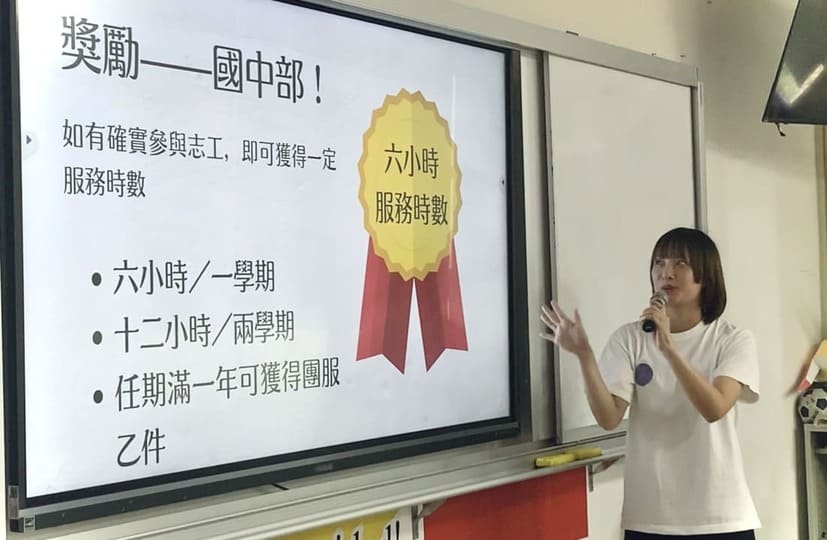 獎勵——國中部！
如有確實參與志工，即可獲得一定
服務時數
六小時
服務時數
• 六小時／一學期
• 十二小時／兩學期
• 任期滿一年可獲得團服
乙件